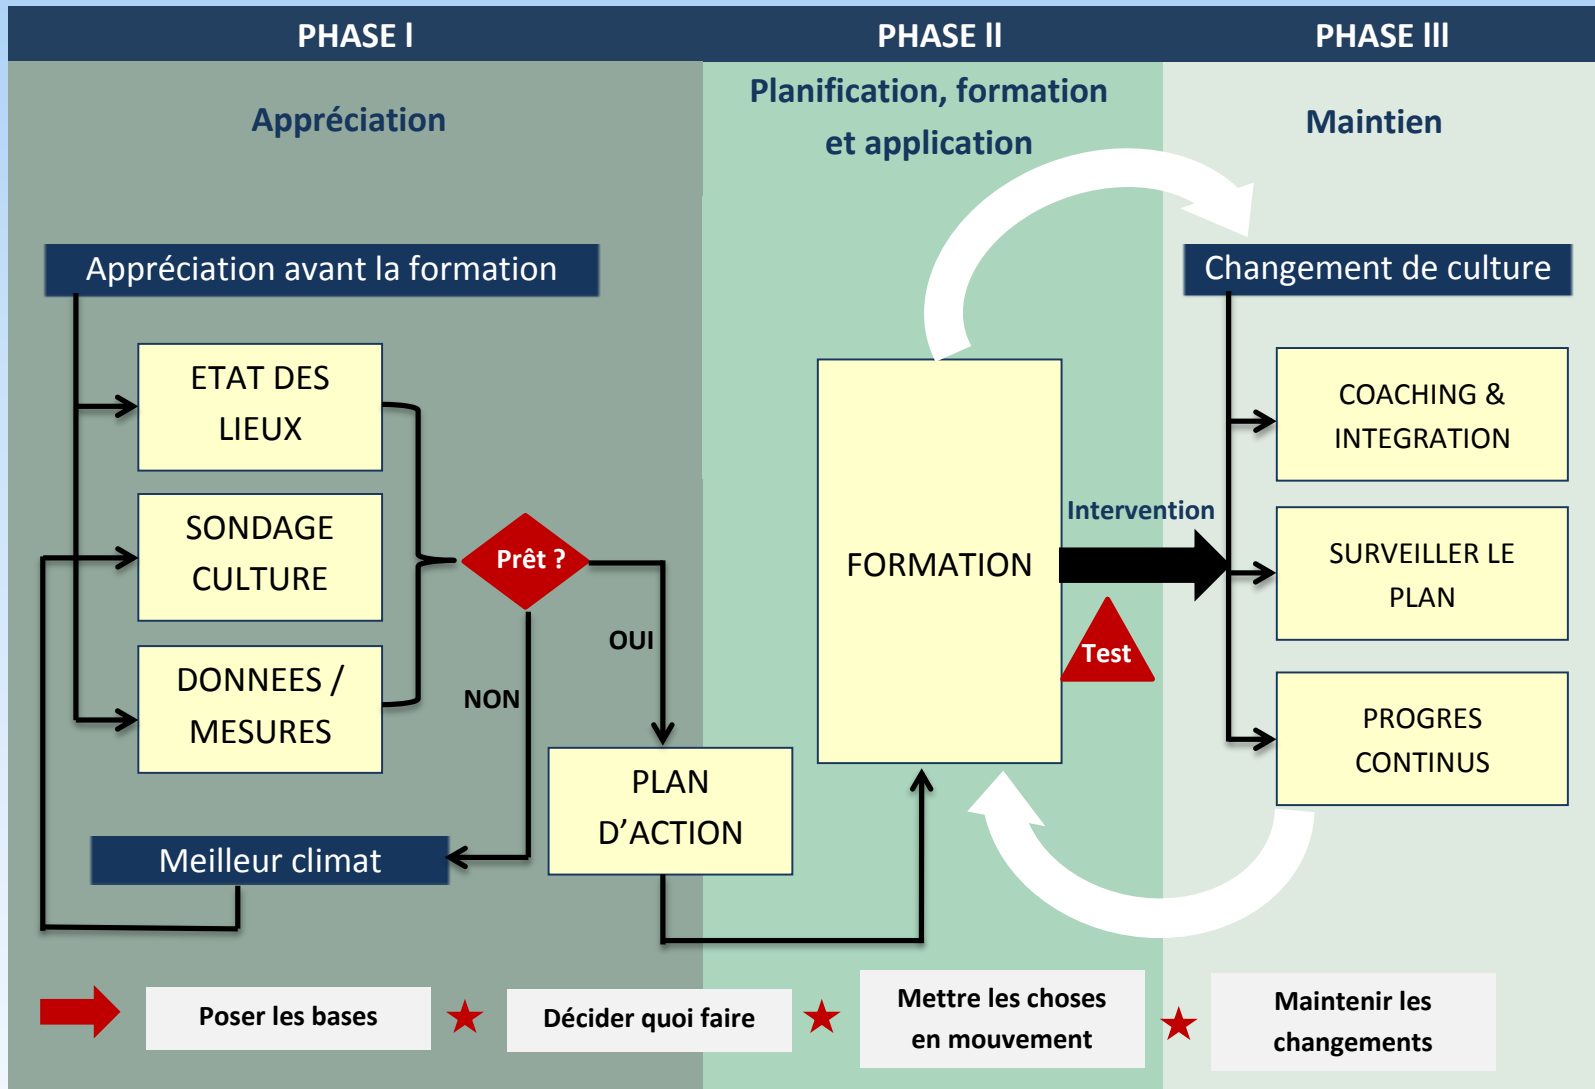 PHASE I
PHASE II
PHASE III
Appréciation
Planification, formation
et application
Maintien
Appréciation avant la formation
ETAT DES
LIEUX
SONDAGE
CULTURE
DONNEES /
MESURES
Prêt ?
OUI
NON
Meilleur climat
PLAN
D’ACTION
FORMATION
Intervention
Test
Changement de culture
COACHING &
INTEGRATION
SURVEILLER LE
PLAN
PROGRES
CONTINUS
Poser les bases
Décider quoi faire
Mettre les choses
en mouvement
Maintenir les
changements